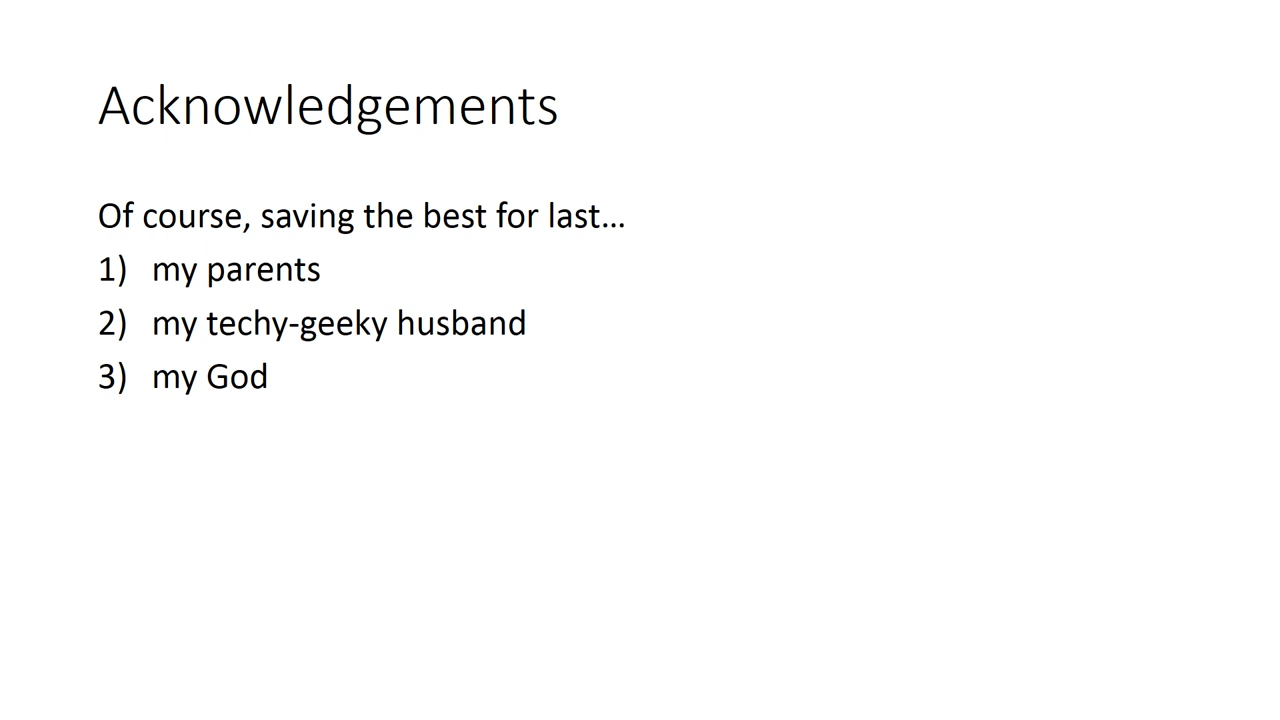 Acknowledgements
Of course, saving the best for last…
1) my parents
2) my techy-geeky husband
3) my God